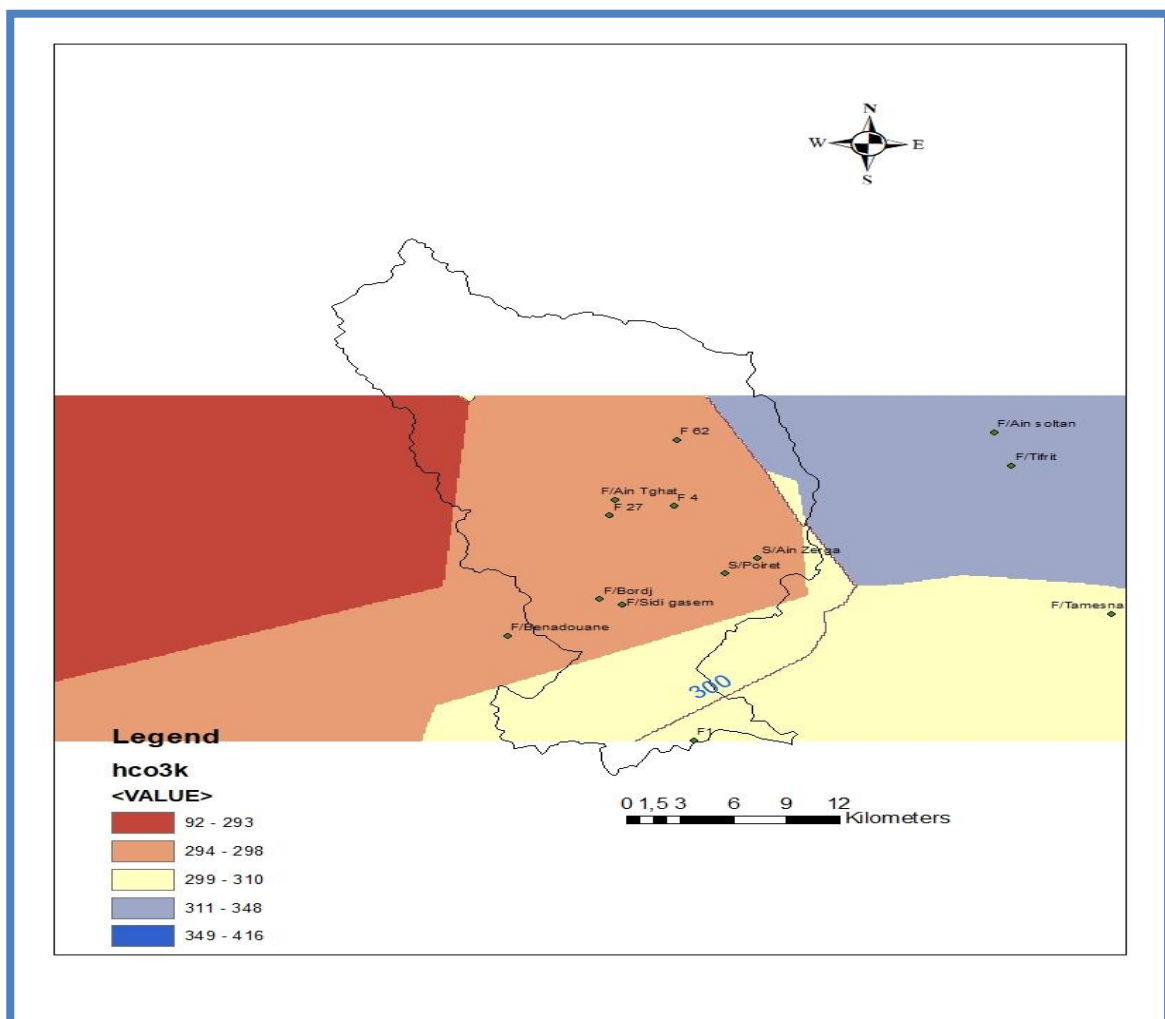 N
W E
S
F 62
F/Ain soltan
F/Tifrit
F/Ain Tghat
F 4
F 27
S/Ain Zerga
S/Poiret
F/Bordj
F/Sidi gasem
F/Tamesna
F/Benadouane
300
F1
Legend
hco3k
<VALUE>
92 - 293
294 - 298
299 - 310
311 - 348
349 - 416
0 1,5 3 6 9 12
Kilometers